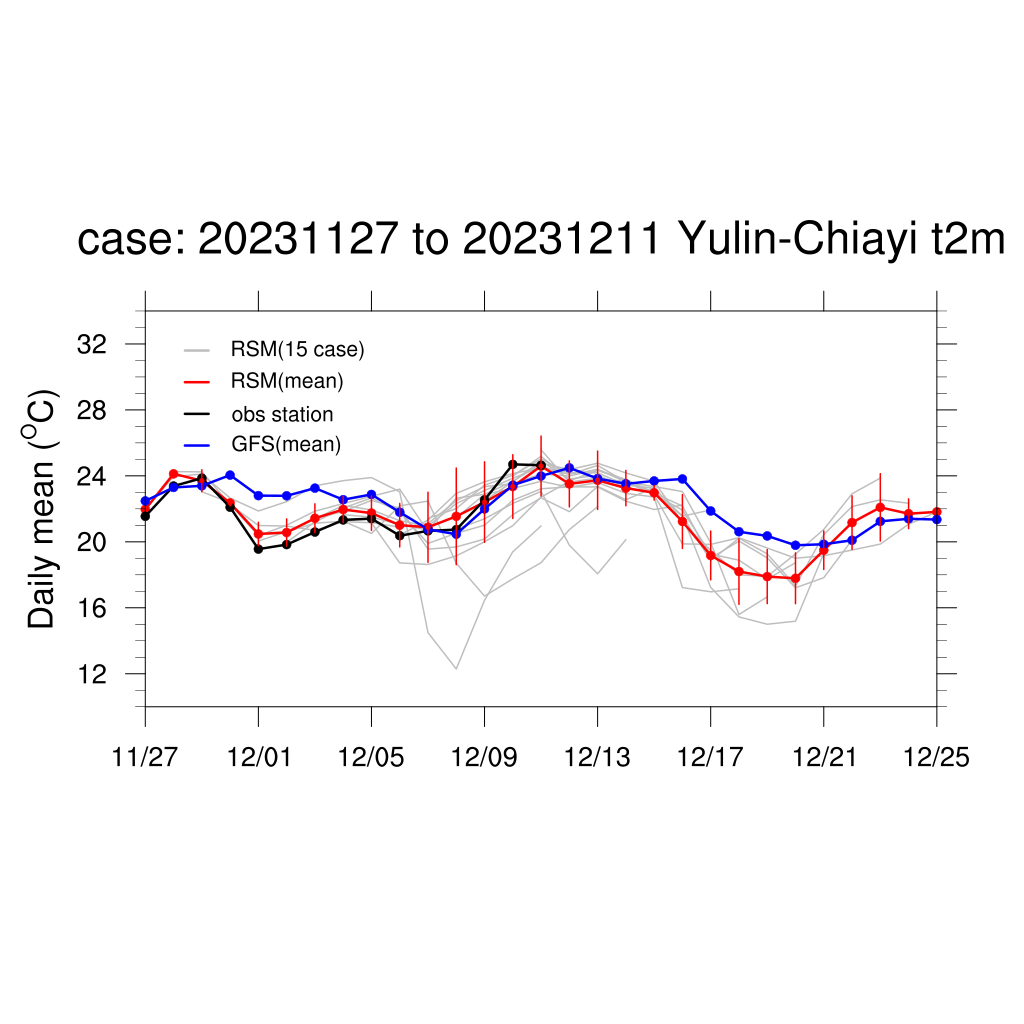 case: 20231127 to 20231211 Yulin-Chiayi t2m
Daily mean (ᴼC)
32
28
24
20
16
12
RSM(15 case)
RSM(mean)
obs station
GFS(mean)
11/27 12/01 12/05 12/09 12/13 12/17 12/21 12/25